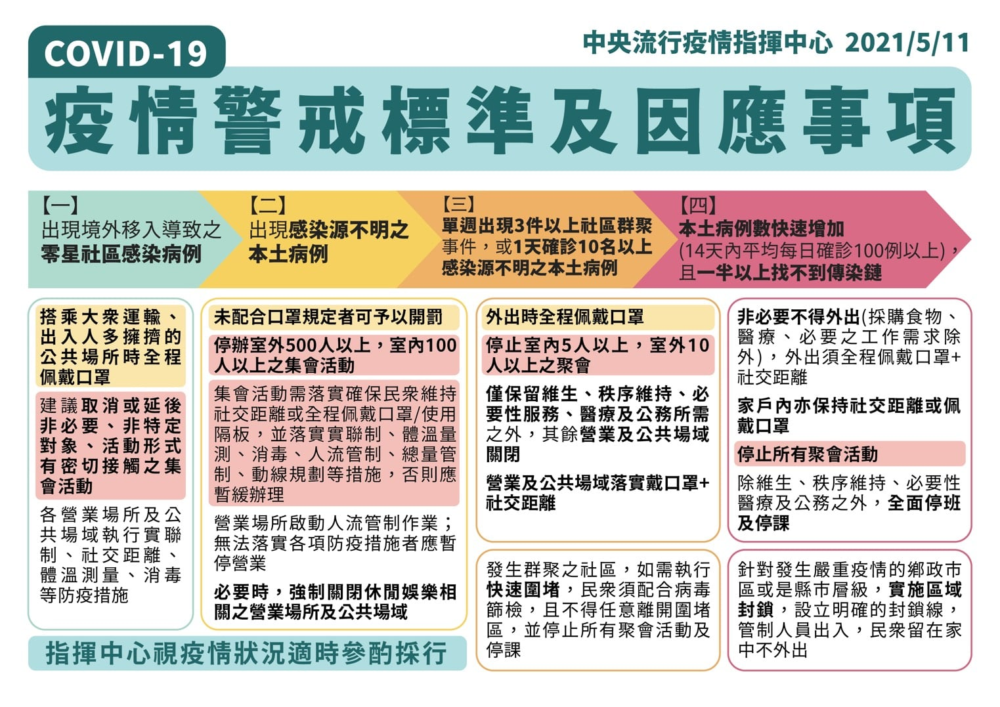 COVID-19
中央流行疫情指揮中心 2021/5/11
疫情警戒標準及因應事項
【一】
出現境外移入導致之
零星社區感染病例
【二】
出現感染源不明之
本土病例
【三】
單週出現3件以上社區群聚
事件，或1天確診10名以上
感染源不明之本土病例
【四】
本土病例數快速增加
(14天內平均每日確診100例以上)，
且一半以上找不到傳染鏈
搭乘大眾運輸、
出入人多擁擠的
公共場所時全程
佩戴口罩
建議取消或延後
非必要、非特定
對象、活動形式
有密切接觸之集
會活動
各營業場所及公
共場域執行實聯
制、社交距離、
體溫測量、消毒
等防疫措施
未配合口罩規定者可予以開罰
停辦室外500人以上，室內100
人以上之集會活動
集會活動需落實確保民眾維持
社交距離或全程佩戴口罩/使用
隔板，並落實實聯制、體溫量
測、消毒、人流管制、總量管
制、動線規劃等措施，否則應
暫緩辦理
營業場所啟動人流管制作業；
無法落實各項防疫措施者應暫
停營業
必要時，強制關閉休閒娛樂相
關之營業場所及公共場域
指揮中心視疫情狀況適時參酌採行
外出時全程佩戴口罩
停止室內5人以上，室外10
人以上之聚會
僅保留維生、秩序維持、必
要性服務、醫療及公務所需
之外，其餘營業及公共場域
關閉
營業及公共場域落實戴口罩+
社交距離
發生群聚之社區，如需執行
快速圍堵，民眾須配合病毒
篩檢，且不得任意離開圍堵
區，並停止所有聚會活動及
停課
非必要不得外出(採購食物、
醫療、必要之工作需求除
外)，外出須全程佩戴口罩+
社交距離
家戶內亦保持社交距離或佩
戴口罩
停止所有聚會活動
除維生、秩序維持、必要性
醫療及公務之外，全面停班
及停課
針對發生嚴重疫情的鄉政市
區或是縣市層級，實施區域
封鎖，設立明確的封鎖線，
管制人員出入，民眾留在家
中不外出